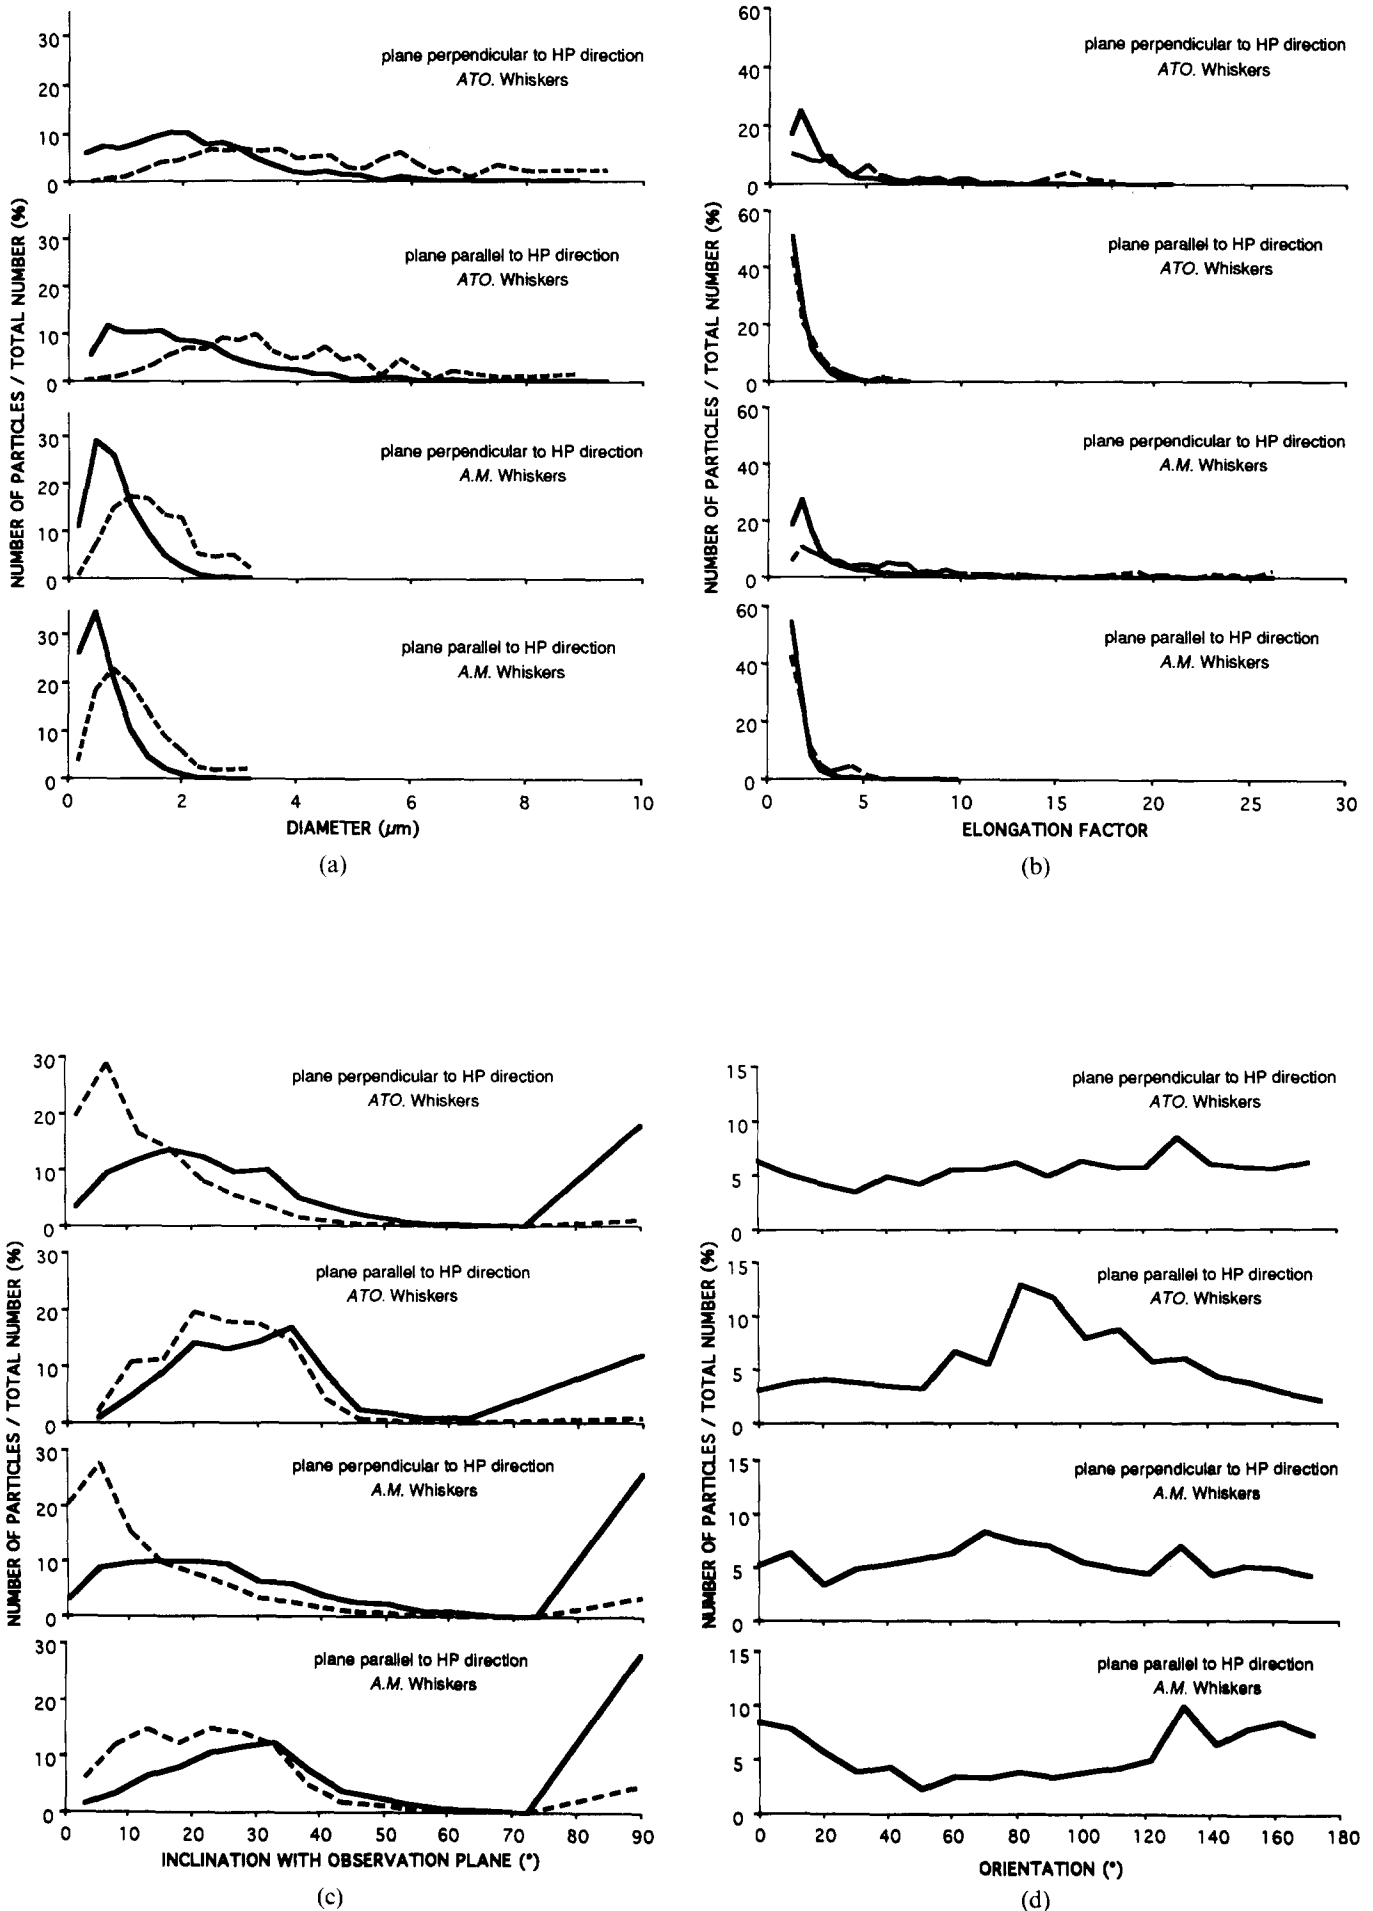 30
20
10
0
plane perpendicular to HP direction
ATO. Whiskers
0 2 4 6 8 10
30
20
10
0
plane parallel to HP direction
ATO. Whiskers
30
20
10
0
plane perpendicular to HP direction
A.M. Whiskers
30
20
10
0
plane parallel to HP direction
A.M. Whiskers
NUMBER OF PARTICLES / TOTAL NUMBER (%)
0 2 4 6 8 10
DIAMETER (μm)
(a)
60
40
20
0
plane perpendicular to HP direction
ATO. Whiskers
60
40
20
0
plane parallel to HP direction
ATO. Whiskers
60
40
20
0
plane perpendicular to HP direction
A.M. Whiskers
60
40
20
0
plane parallel to HP direction
A.M. Whiskers
NUMBER OF PARTICLES / TOTAL NUMBER (%)
0 5 10 15 20 25 30
ELONGATION FACTOR
(b)
30
20
10
0
plane perpendicular to HP direction
ATO. Whiskers
30
20
10
0
plane parallel to HP direction
ATO. Whiskers
30
20
10
0
plane perpendicular to HP direction
A.M. Whiskers
30
20
10
0
plane parallel to HP direction
A.M. Whiskers
NUMBER OF PARTICLES / TOTAL NUMBER (%)
0 10 20 30 40 50 60 70 80 90
INCLINATION WITH OBSERVATION PLANE (°)
(c)
15
10
5
0
plane perpendicular to HP direction
ATO. Whiskers
15
10
5
0
plane parallel to HP direction
ATO. Whiskers
15
10
5
0
plane perpendicular to HP direction
A.M. Whiskers
15
10
5
0
plane parallel to HP direction
A.M. Whiskers
NUMBER OF PARTICLES / TOTAL NUMBER (%)
0 20 40 60 80 100 120 140 160 180
ORIENTATION (°)
(d)